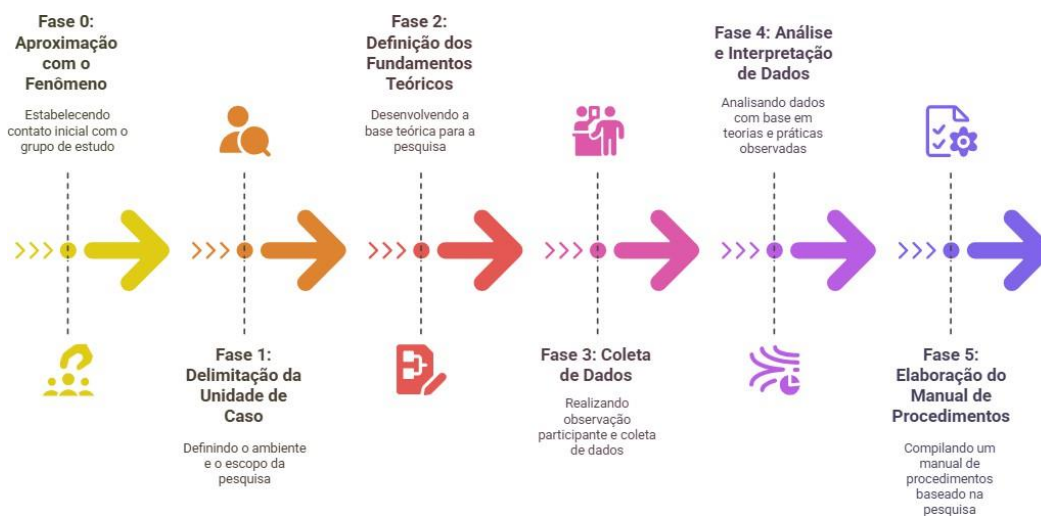 Fase 0:
Aproximação
com o
Fenômeno
Estabelecendo
contato inicial com o
grupo de estudo
Fase 1:
Delimitação da
Unidade de
Caso
Definindo o ambiente
e o escopo da
pesquisa
Fase 2:
Definição dos
Fundamentos
Teóricos
Desenvolvendo a
base teórica para a
pesquisa
Fase 3: Coleta
de Dados
Realizando
observação
participante e coleta
de dados
Fase 4: Análise
e Interpretação
de Dados
Analisando dados
com base em
teorias e práticas
observadas
Fase 5:
Elaboração do
Manual de
Procedimentos
Compilando um
manual de
procedimentos
baseado na
pesquisa